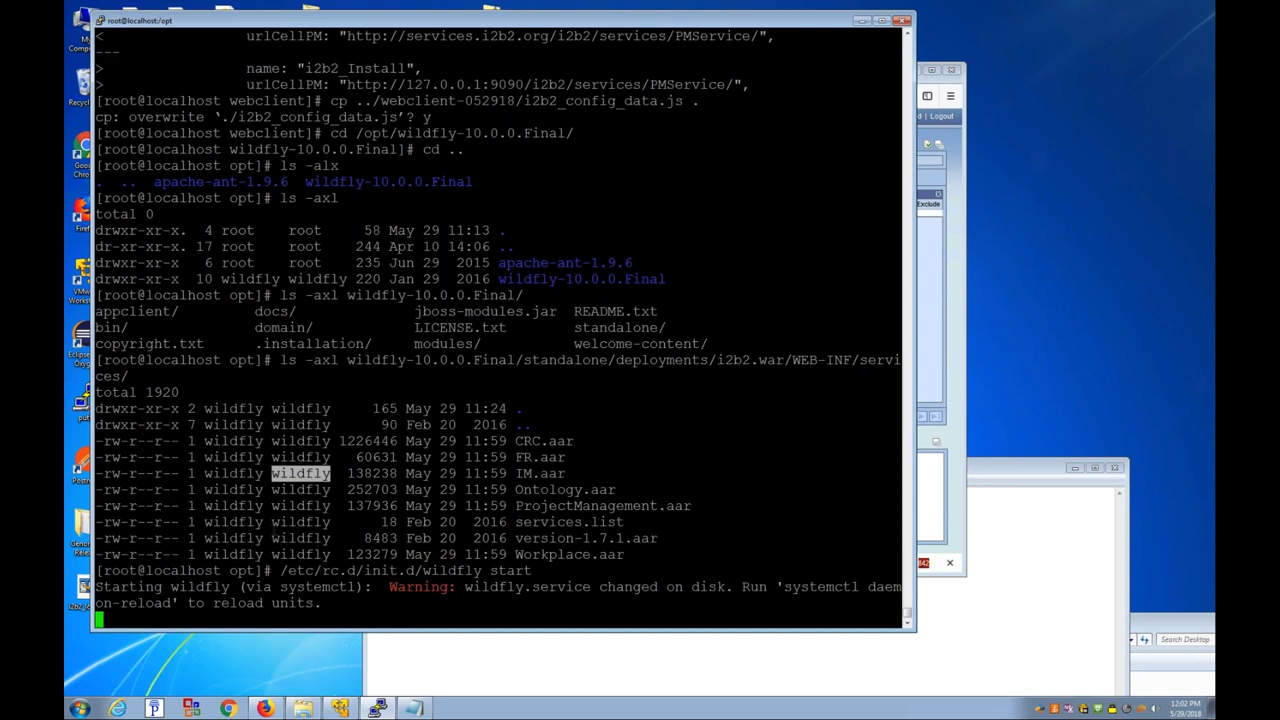 root@localhost:/opt
< urlCellPM: "http://services.i2b2.org/i2b2/services/PMService/",
---
> name: "i2b2_Install",
> urlCellPM: "http://127.0.0.1:9090/i2b2/services/PMService/",
[root@localhost webclient]# cp ../webclient-052918/i2b2_config_data.js .
cp: overwrite ‘./i2b2_config_data.js’? y
[root@localhost webclient]# cd /opt/wildfly-10.0.0.Final/
[root@localhost wildfly-10.0.0.Final]# cd ..
[root@localhost opt]# ls -alx
. .. apache-ant-1.9.6 wildfly-10.0.0.Final
[root@localhost opt]# ls -axl
total 0
drwxr-xr-x. 4 root root 58 May 29 11:13 .
dr-xr-xr-x. 17 root root 244 Apr 10 14:06 ..
drwxr-xr-x 6 root root 235 Jun 29 2015 apache-ant-1.9.6
drwxr-xr-x 10 wildfly wildfly 220 Jan 29 2016 wildfly-10.0.0.Final
[root@localhost opt]# ls -axl wildfly-10.0.0.Final/
appclient/ docs/ jboss-modules.jar README.txt
bin/ domain/ LICENSE.txt standalone/
copyright.txt .installation/ modules/ welcome-content/
[root@localhost opt]# ls -axl wildfly-10.0.0.Final/standalone/deployments/i2b2.war/WEB-INF/servi
ces/
total 1920
drwxr-xr-x 2 wildfly wildfly 165 May 29 11:24 .
drwxr-xr-x 7 wildfly wildfly 90 Feb 20 2016 ..
-rw-r--r-- 1 wildfly wildfly 1226446 May 29 11:59 CRC.aar
-rw-r--r-- 1 wildfly wildfly 60631 May 29 11:59 FR.aar
-rw-r--r-- 1 wildfly wildfly 138238 May 29 11:59 IM.aar
-rw-r--r-- 1 wildfly wildfly 252703 May 29 11:59 Ontology.aar
-rw-r--r-- 1 wildfly wildfly 137936 May 29 11:59 ProjectManagement.aar
-rw-r--r-- 1 wildfly wildfly 18 Feb 20 2016 services.list
-rw-r--r-- 1 wildfly wildfly 8483 Feb 20 2016 version-1.7.1.aar
-rw-r--r-- 1 wildfly wildfly 123279 May 29 11:59 Workplace.aar
[root@localhost opt]# /etc/rc.d/init.d/wildfly start
Starting wildfly (via systemctl): Warning: wildfly.service changed on disk. Run 'systemctl daem
on-reload' to reload units.
Logout
Exclude
Search Desktop
12:02 PM
5/29/2018